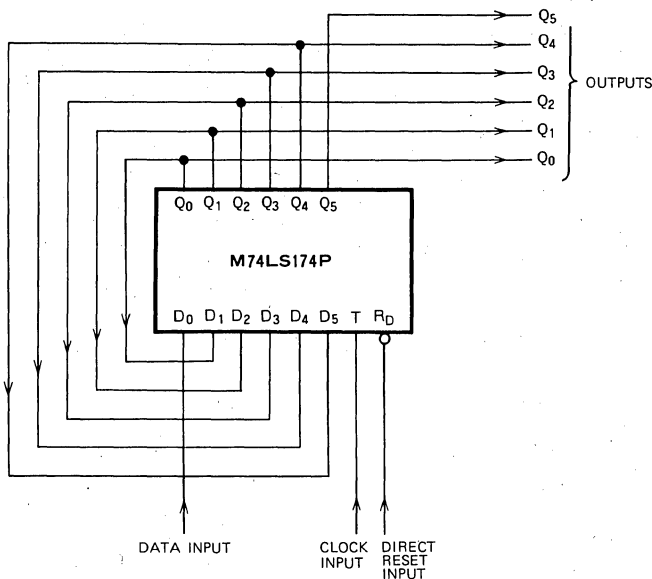 Q5
Q4
Q3
OUTPUTS
Q2
Q1
Q0
Q0 Q1 Q2 Q3 Q4 Q5
M74LS174P
D0 D1 D2 D3 D4 D5 T RD
DATA INPUT
CLOCK INPUT
DIRECT RESET INPUT